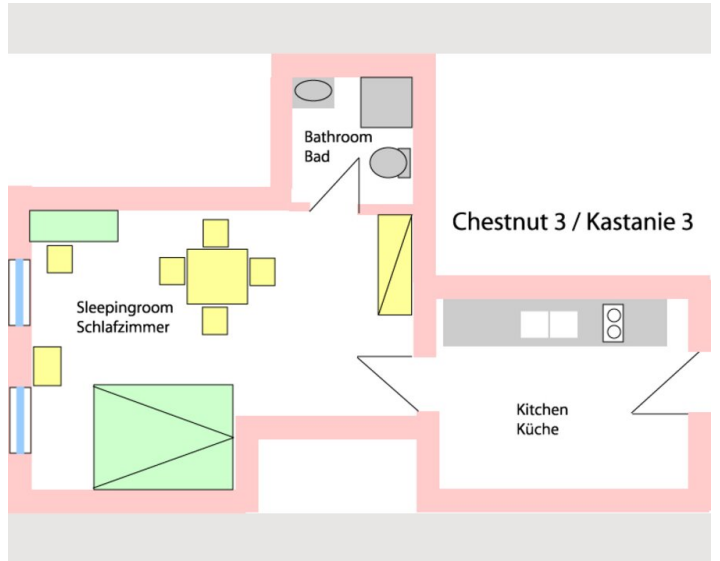 Bathroom
Bad
Chestnut 3 / Kastanie 3
Sleepingroom
Schlafzimmer
Kitchen
Küche